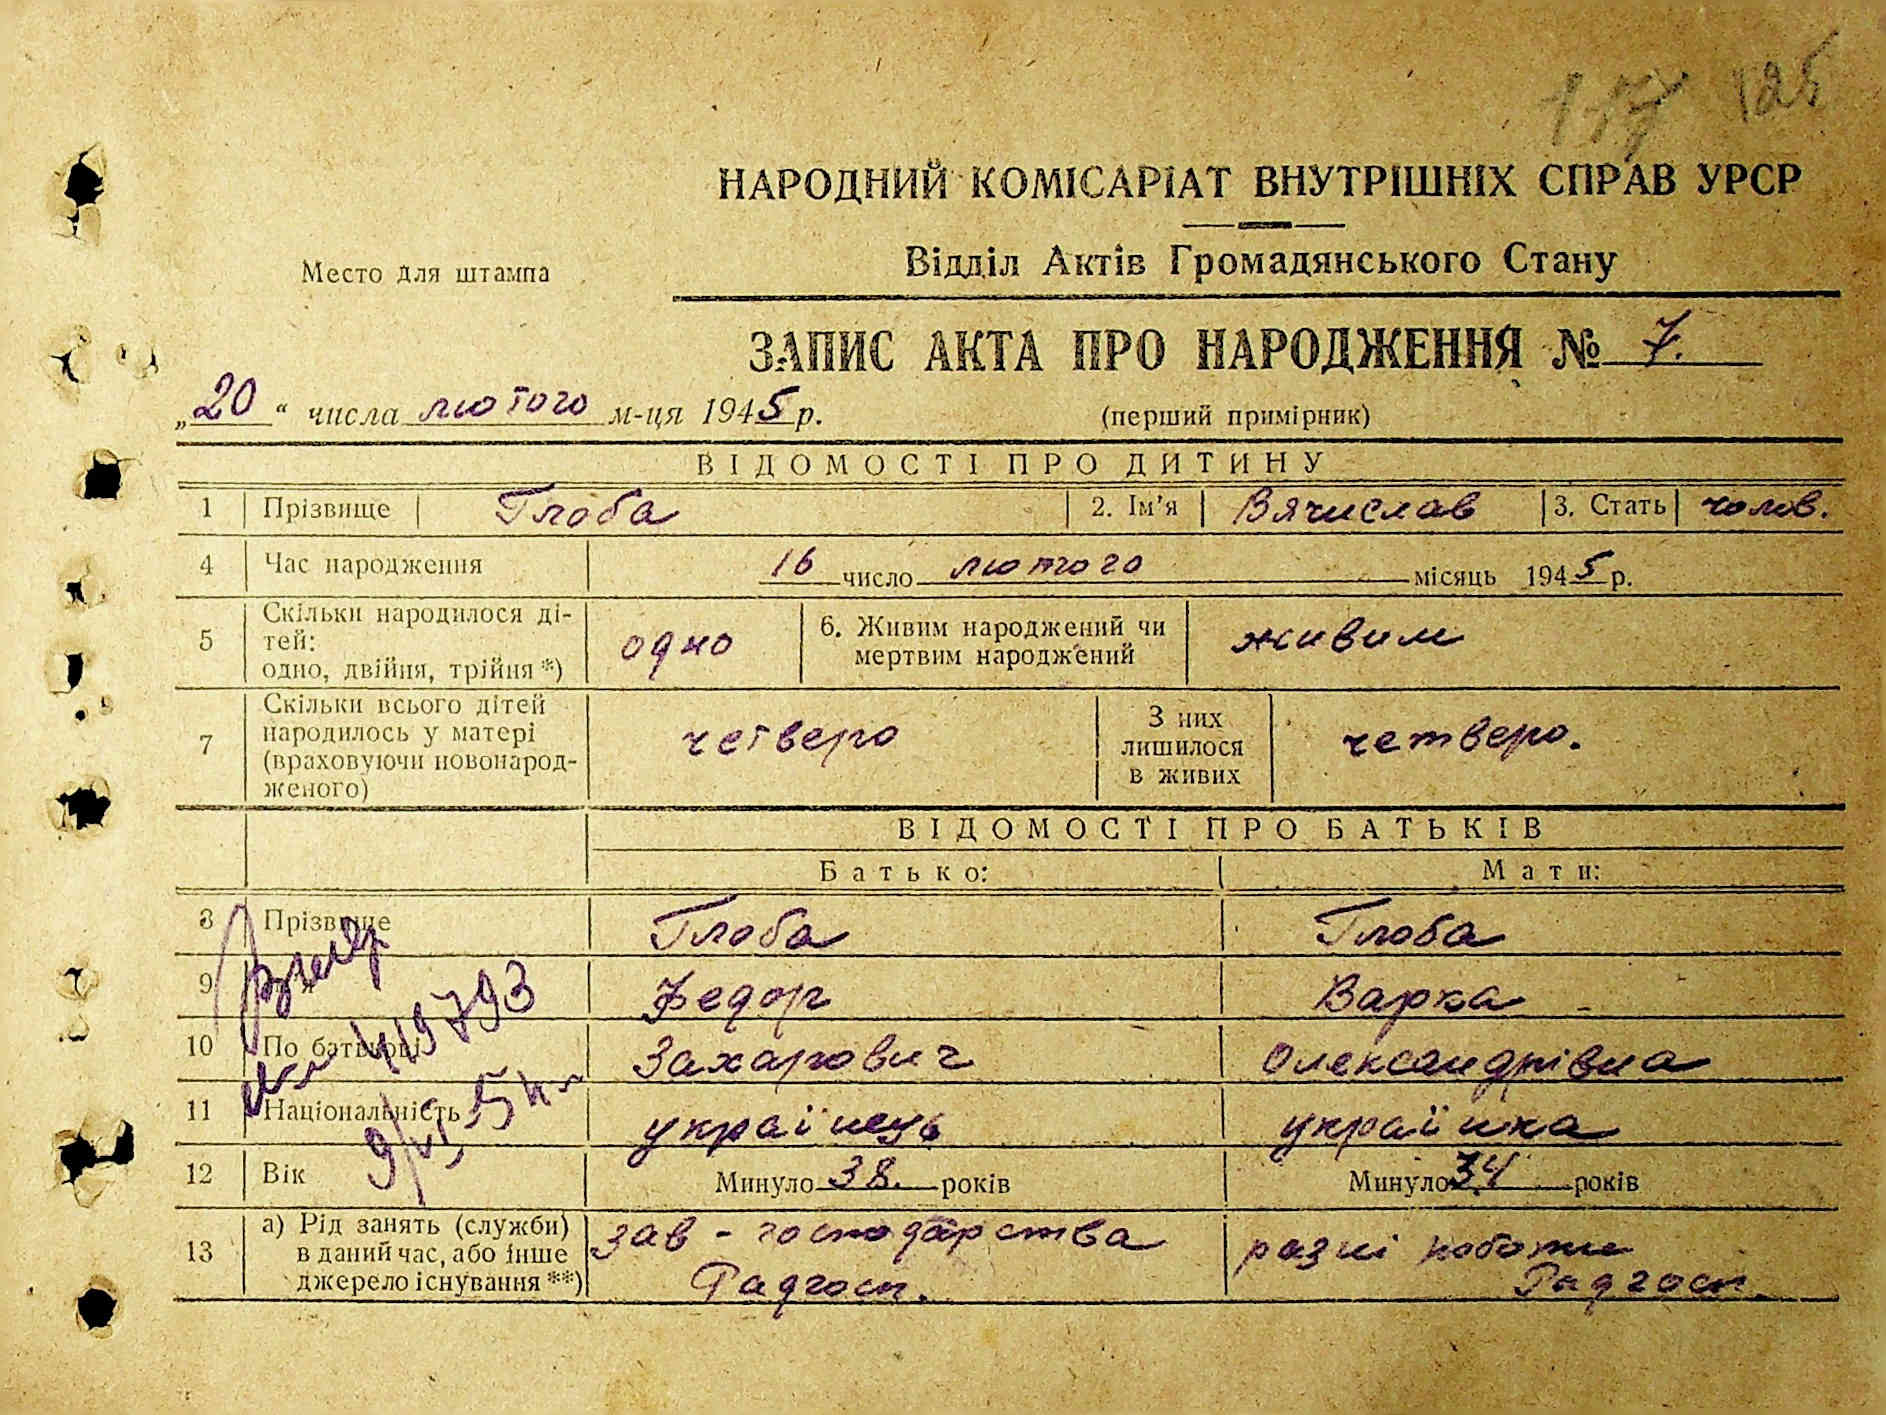 117 125
НАРОДНИЙ КОМІСАРІАТ ВНУТРІШНІХ СПРАВ УРСР
Відділ Актів Громадянського Стану
Место для штампа
ЗАПИС АКТА ПРО НАРОДЖЕННЯ № 7.
„20“ числа лютого м-ця 1945 р.
(перший примірник)
ВІДОМОСТІ ПРО ДИТИНУ
1 Прізвище Глоба 2. Ім'я Вячислав 3. Стать чолов.
4 Час народження 16 число лютого місяць 1945 р.
5 Скільки народилося ді-
тей:
одно, двійня, трійня *) одно 6. Живим народжений чи
мертвим народжений живим
7 Скільки всього дітей
народилось у матері
(враховуючи новонарод-
женого) четверо З них
лишилося
в живих четверо.
ВІДОМОСТІ ПРО БАТЬКІВ
Батько: Мати:
8 Прізвище Глоба Глоба
9 Федор Варка
10 По батькові Захарович Олександрівна
11 Національність українець українка
419793
12 Вік Минуло 38. років Минуло 34 років
13 а) Рід занять (служби)
в даний час, або інше
джерело існування **) зав - господарства
Радгосп.
разні роботи
Радгосп.